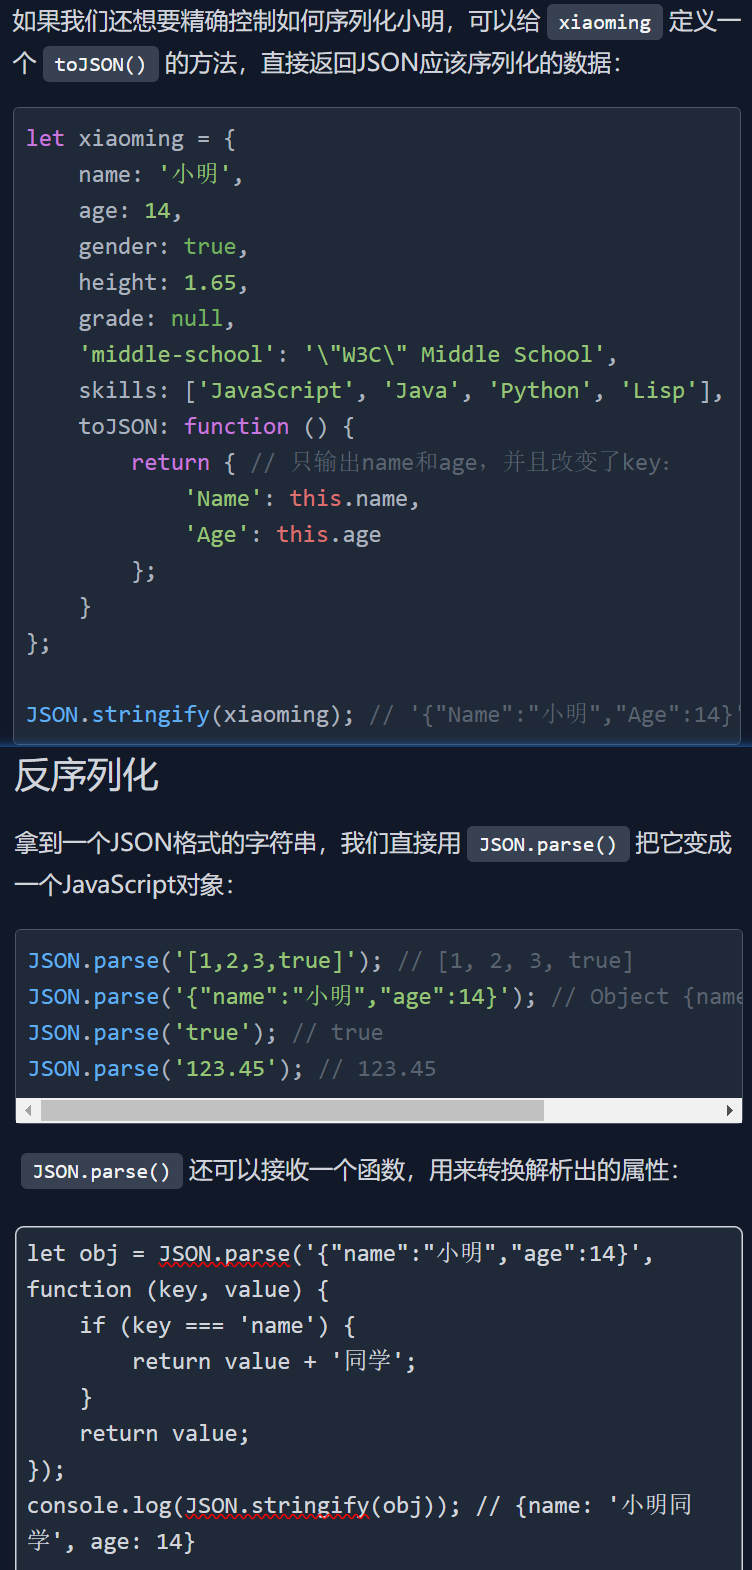 如果我们还想要精确控制如何序列化小明，可以给 xiaoming 定义一
个 toJSON() 的方法，直接返回JSON应该序列化的数据：
let xiaoming = {
    name: '小明',
    age: 14,
    gender: true,
    height: 1.65,
    grade: null,
    'middle-school': '\"W3C\" Middle School',
    skills: ['JavaScript', 'Java', 'Python', 'Lisp'],
    toJSON: function () {
        return { // 只输出name和age，并且改变了key：
            'Name': this.name,
            'Age': this.age
        };
    }
};
JSON.stringify(xiaoming); // '{"Name":"小明","Age":14}'
反序列化
拿到一个JSON格式的字符串，我们直接用 JSON.parse() 把它变成
一个JavaScript对象：
JSON.parse('[1,2,3,true]'); // [1, 2, 3, true]
JSON.parse('{"name":"小明","age":14}'); // Object {name
JSON.parse('true'); // true
JSON.parse('123.45'); // 123.45
JSON.parse() 还可以接收一个函数，用来转换解析出的属性：
let obj = JSON.parse('{"name":"小明","age":14}',
function (key, value) {
    if (key === 'name') {
        return value + '同学';
    }
    return value;
});
console.log(JSON.stringify(obj)); // {name: '小明同
学', age: 14}